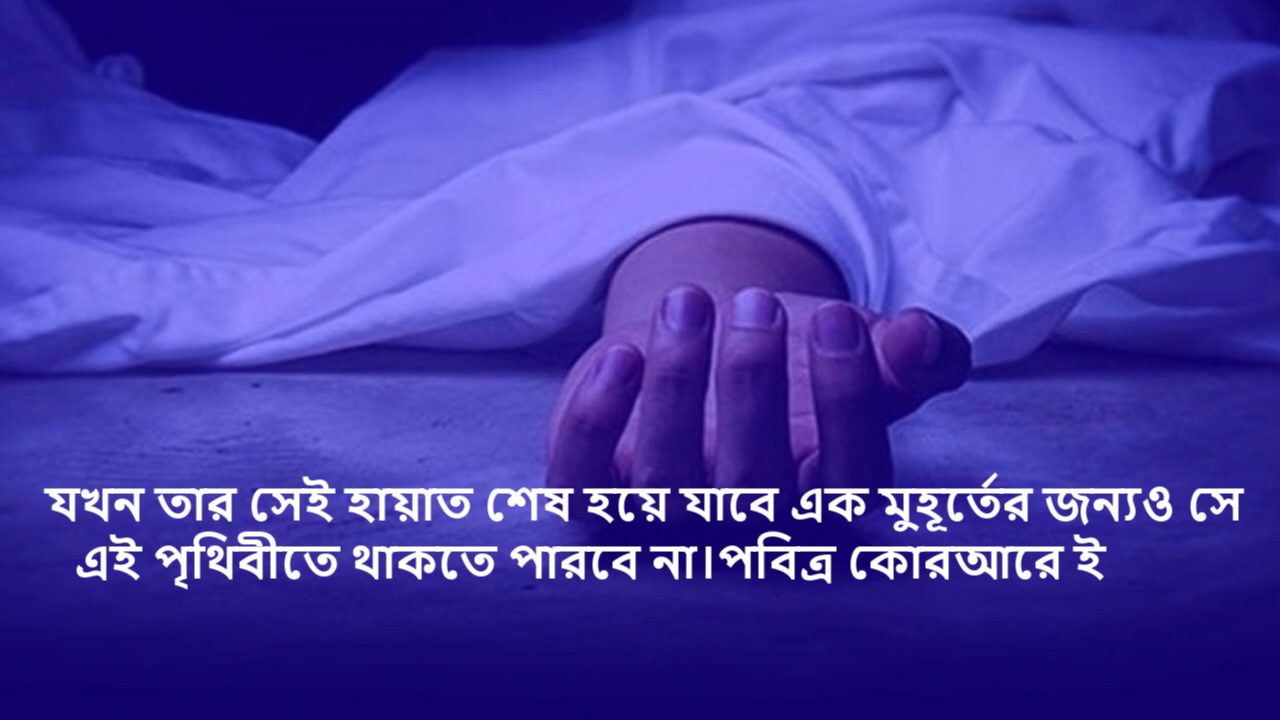 যখন তার সেই হায়াত শেষ হয়ে যাবে এক মুহূর্তের জন্যও সে
এই পৃথিবীতে থাকতে পারবে না।পবিত্র কোরআরে ই